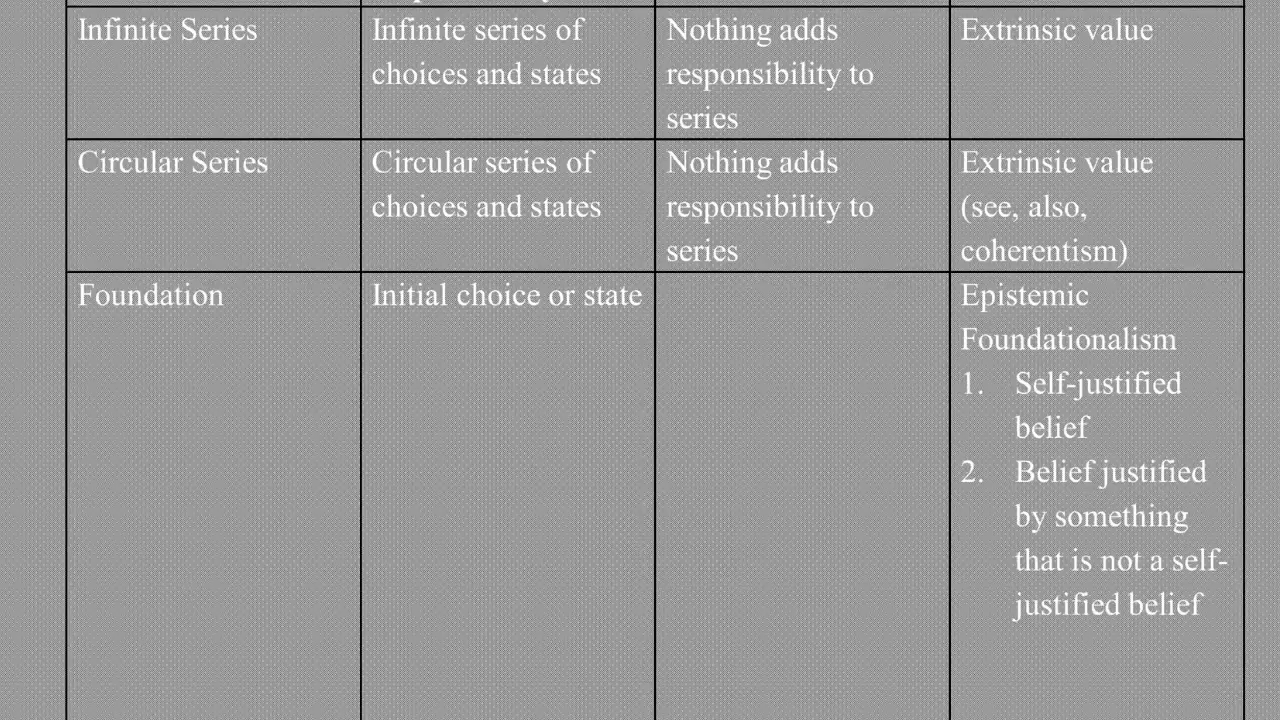 Infinite Series
Infinite series of
choices and states
Nothing adds
responsibility to
series
Extrinsic value
Circular Series
Circular series of
choices and states
Nothing adds
responsibility to
series
Extrinsic value
(see, also,
coherentism)
Foundation
Initial choice or state
Epistemic
Foundationalism
1. Self-justified
belief
2. Belief justified
by something
that is not a self-
justified belief